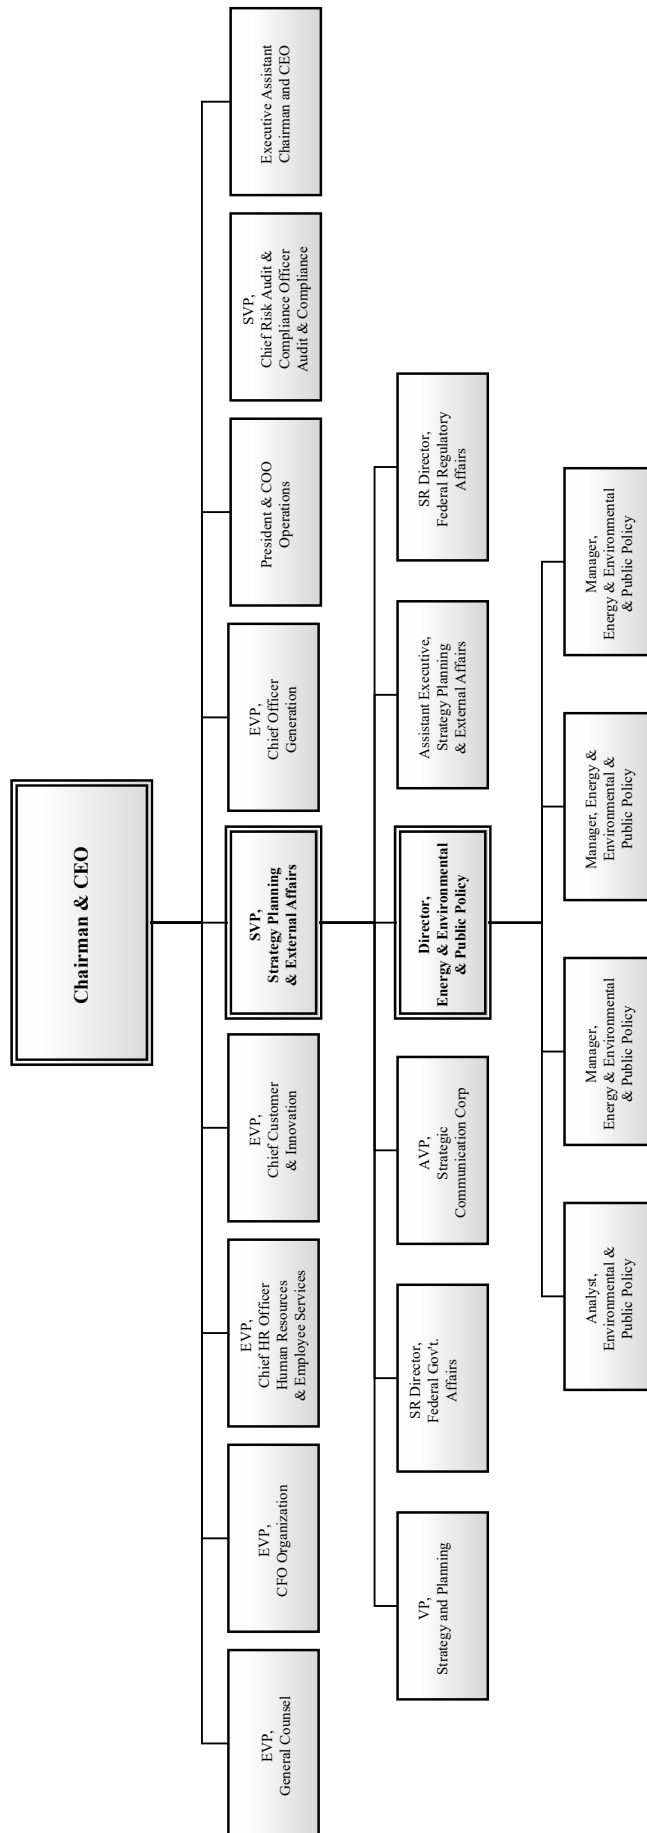 Chairman & CEO
EVP,
General Counsel
EVP,
CFO Organization
EVP,
Chief HR Officer
Human Resources
& Employee Services
EVP,
Chief Customer
& Innovation
SVP,
Strategy Planning
& External Affairs
EVP,
Chief Officer
Generation
President & COO
Operations
SVP,
Chief Risk Audit &
Compliance Officer
Audit & Compliance
Executive Assistant
Chairman and CEO
VP,
Strategy and Planning
SR Director,
Federal Gov't.
Affairs
AVP,
Strategic
Communication Corp
Director,
Energy & Environmental
& Public Policy
Assistant Executive,
Strategy Planning
& External Affairs
SR Director,
Federal Regulatory
Affairs
Analyst,
Environmental &
Public Policy
Manager,
Energy & Environmental
& Public Policy
Manager, Energy &
Environmental &
Public Policy
Manager,
Energy & Environmental
& Public Policy